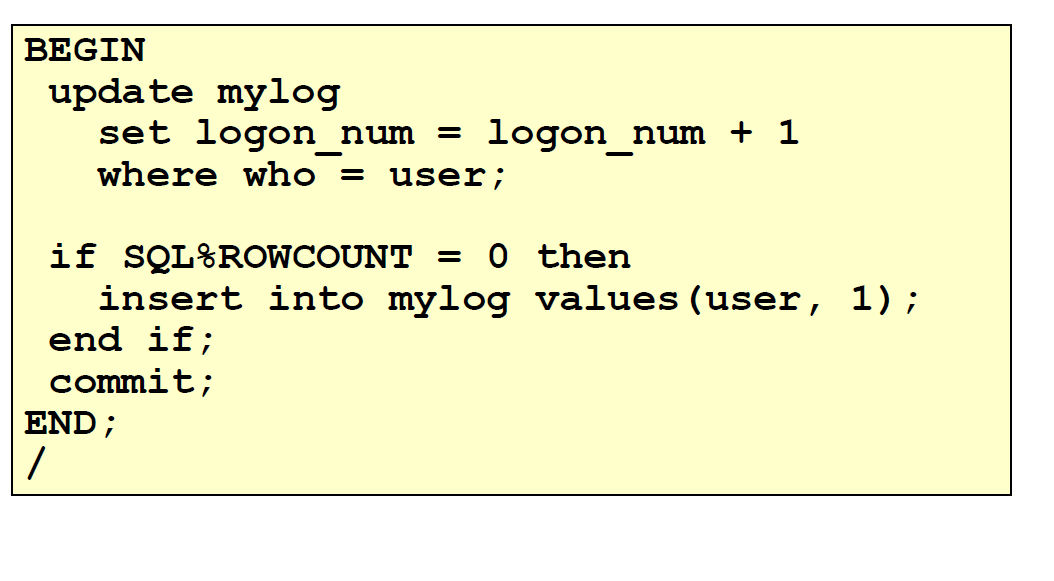 BEGIN
update mylog
set logon_num = logon_num + 1
where who = user;
if SQL%ROWCOUNT = 0 then
insert into mylog values(user, 1);
end if;
commit;
END;
/